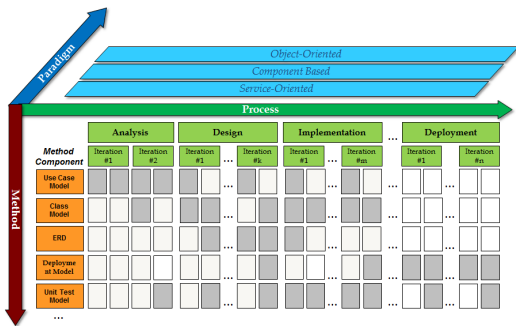 Paradigm
Object-Oriented
Component Based
Service-Oriented
Process
Method
Analysis Design Implementation ... Deployment
Method
Component
Iteration
#1
Iteration
#2
Iteration
#1
...
Iteration
#k
Iteration
#1
...
Iteration
#m
Iteration
#1
...
Iteration
#n
Use Case
Model
... ... ...
Class
Model
... ... ...
ERD
... ... ...
Deployme
nt Model
... ... ...
Unit Test
Model
... ... ...
...